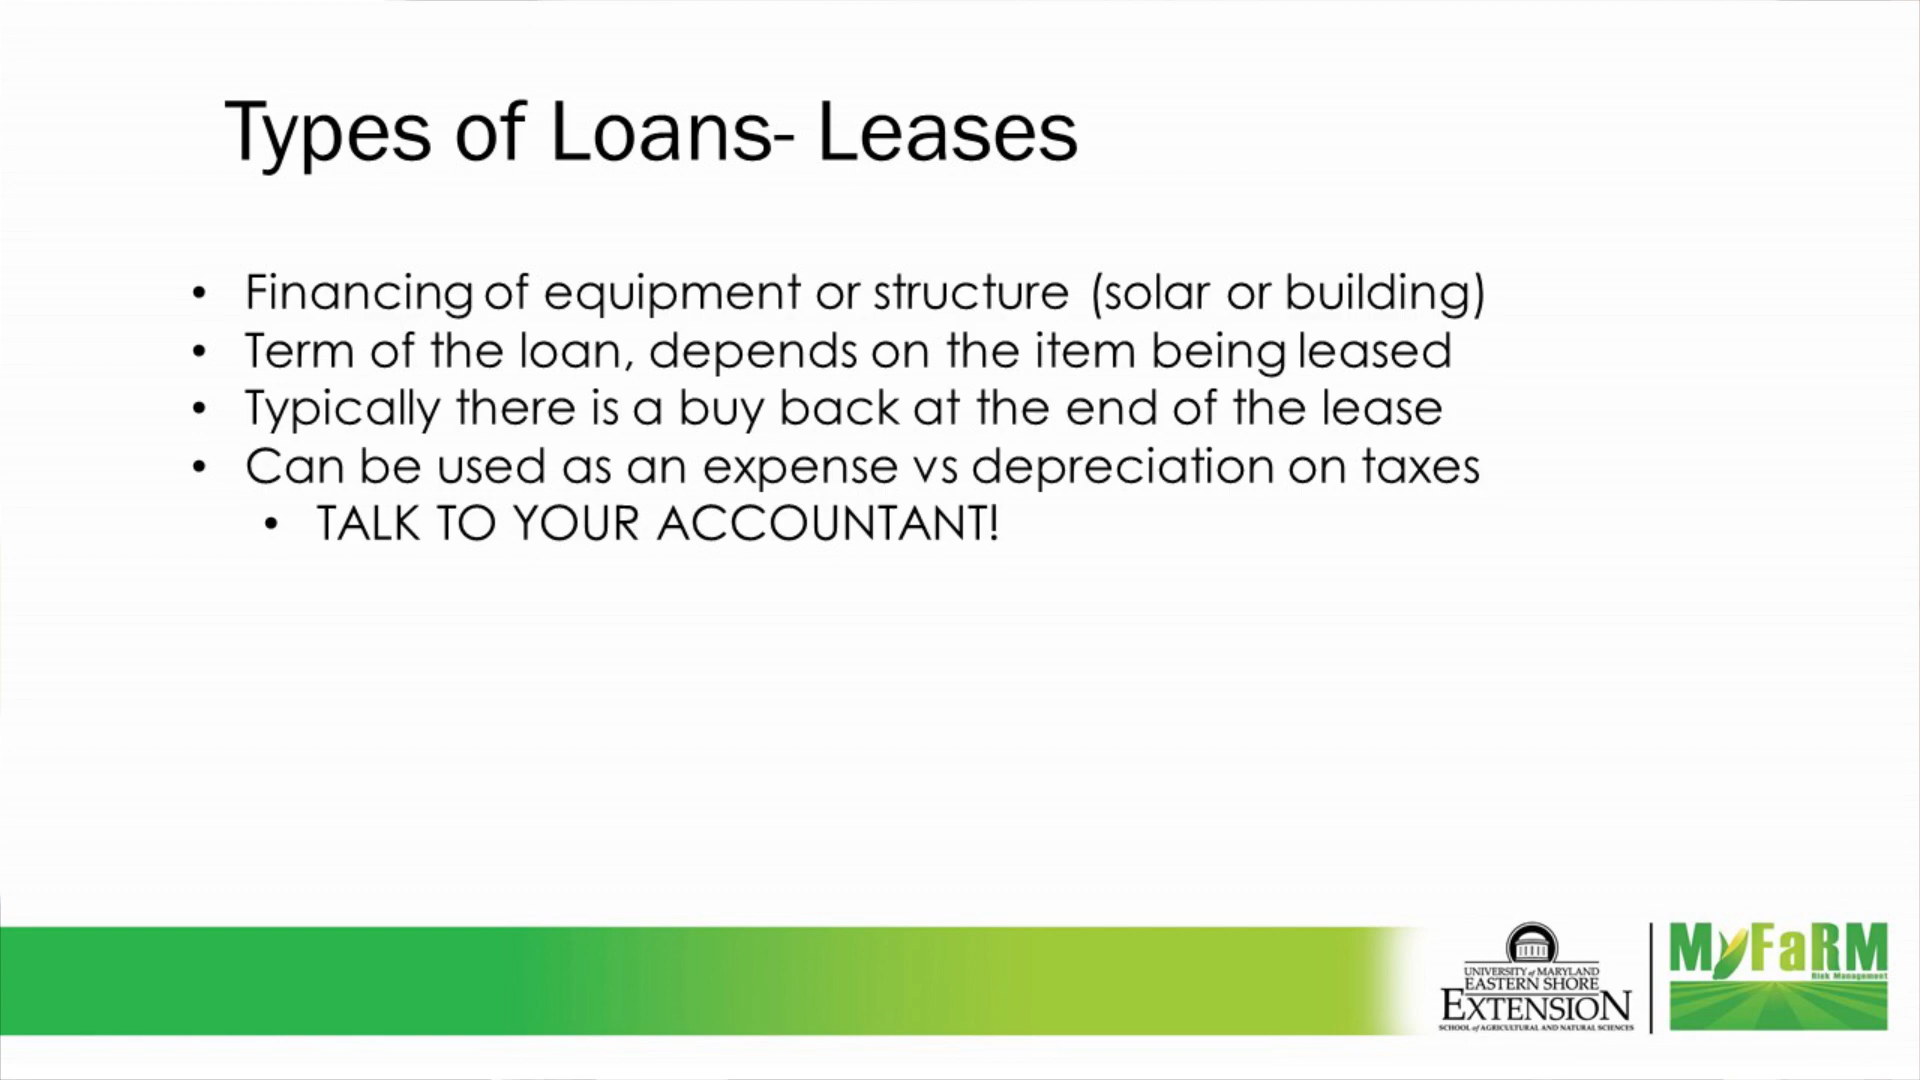 Types of Loans- Leases
• Financing of equipment or structure (solar or building)
• Term of the loan, depends on the item being leased
• Typically there is a buy back at the end of the lease
• Can be used as an expense vs depreciation on taxes
• TALK TO YOUR ACCOUNTANT!
UNIVERSITY of MARYLAND
EASTERN SHORE
EXTENSION
SCHOOL of AGRICULTURAL AND NATURAL SCIENCES
MyFaRM
Risk Management